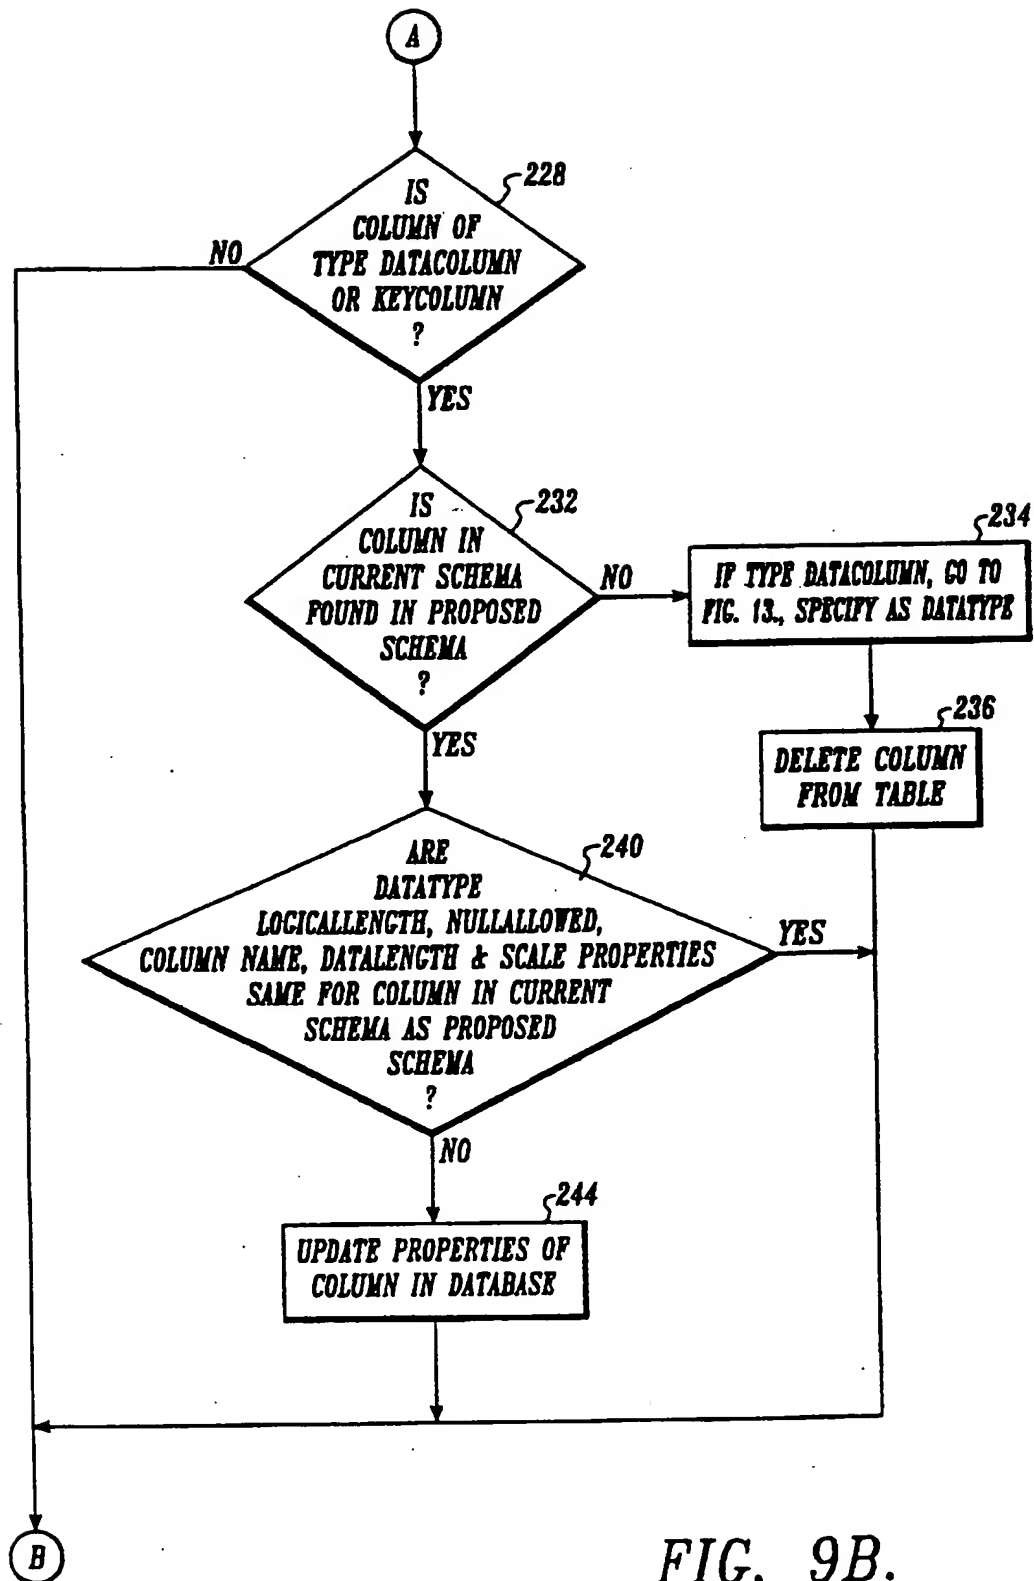 A
228
IS
COLUMN OF
TYPE DATACOLUMN
OR KEYCOLUMN
?
NO
YES
232
IS
COLUMN IN
CURRENT SCHEMA
FOUND IN PROPOSED
SCHEMA
?
NO
YES
234
IF TYPE DATACOLUMN, GO TO
FIG. 13., SPECIFY AS DATATYPE
236
DELETE COLUMN
FROM TABLE
240
ARE
DATATYPE
LOGICALLENGTH, NULLALLOWED,
COLUMN NAME, DATALENGTH & SCALE PROPERTIES
SAME FOR COLUMN IN CURRENT
SCHEMA AS PROPOSED
SCHEMA
?
YES
NO
244
UPDATE PROPERTIES OF
COLUMN IN DATABASE
B
FIG. 9B.